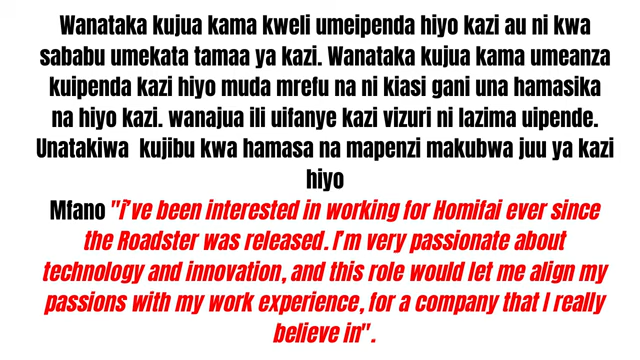 Wanataka kujua kama kweli umeipenda hiyo kazi au ni kwa
sababu umekata tamaa ya kazi. Wanataka kujua kama umeanza
kuipenda kazi hiyo muda mrefu na ni kiasi gani una hamasika
na hiyo kazi. wanajua ili uifanye kazi vizuri ni lazima uipende.
Unatakiwa kujibu kwa hamasa na mapenzi makubwa juu ya kazi
hiyo
Mfano "i've been interested in working for Homifai ever since
the Roadster was released. I'm very passionate about
technology and innovation, and this role would let me align my
passions with my work experience, for a company that I really
believe in".